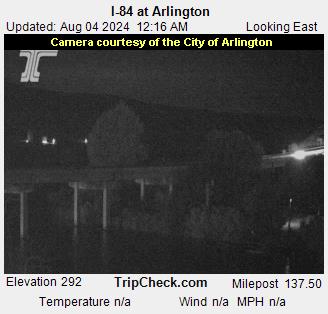 I-84 at Arlington
Updated: Aug 04 2024 12:16 AM Looking East
Camera courtesy of the City of Arlington
Elevation 292 TripCheck.com Milepost 137.50
Temperature n/a Wind n/a MPH n/a